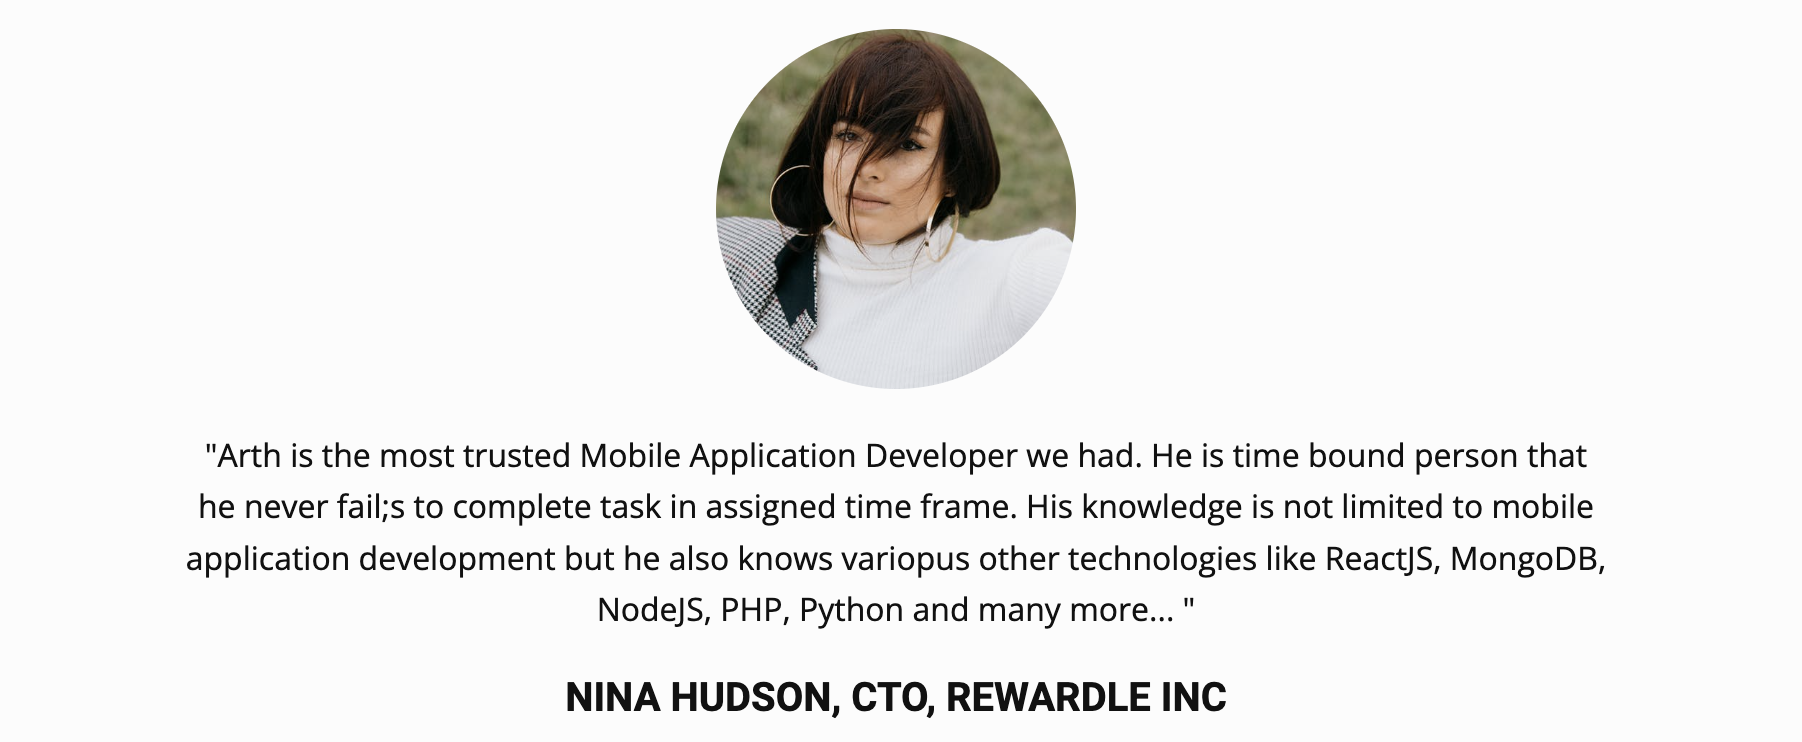 "Arth is the most trusted Mobile Application Developer we had. He is time bound person that
he never fail;s to complete task in assigned time frame. His knowledge is not limited to mobile
application development but he also knows variopus other technologies like ReactJS, MongoDB,
NodeJS, PHP, Python and many more... "
NINA HUDSON, CTO, REWARDLE INC